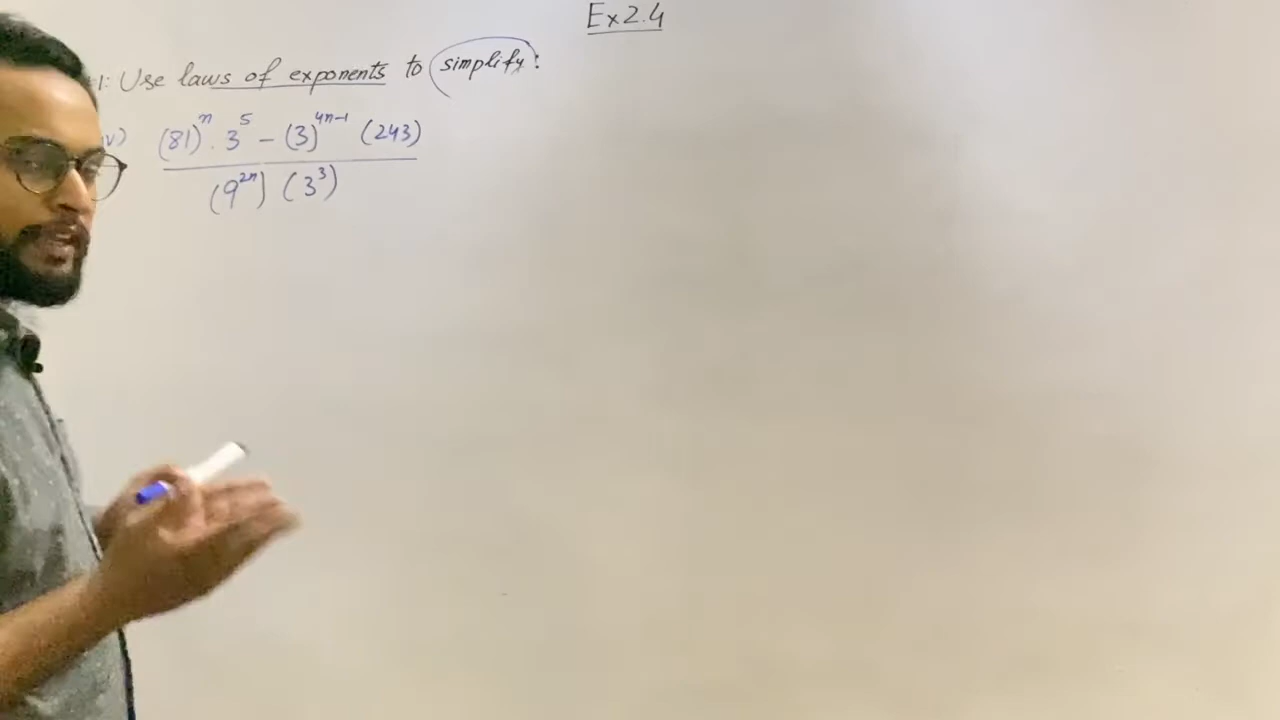 Ex 2.4
1: Use laws of exponents to simplify:
v) (81)^n . 3^5 - (3)^{4n-1} (243)
(9^{2n}) (3^3)